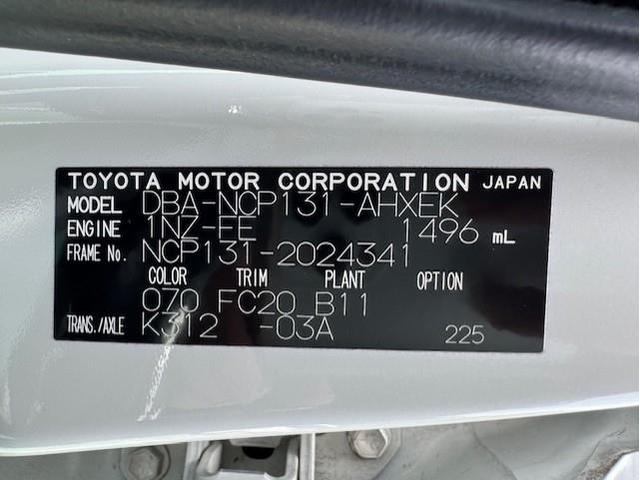 TOYOTA MOTOR CORPORATION JAPAN
MODEL DBA-NCP131-AHXEK
ENGINE 1NZ-FE 1496 mL
FRAME No. NCP131-2024341
COLOR TRIM PLANT OPTION
070 FC20 B11
TRANS./AXLE K312 -03A 225